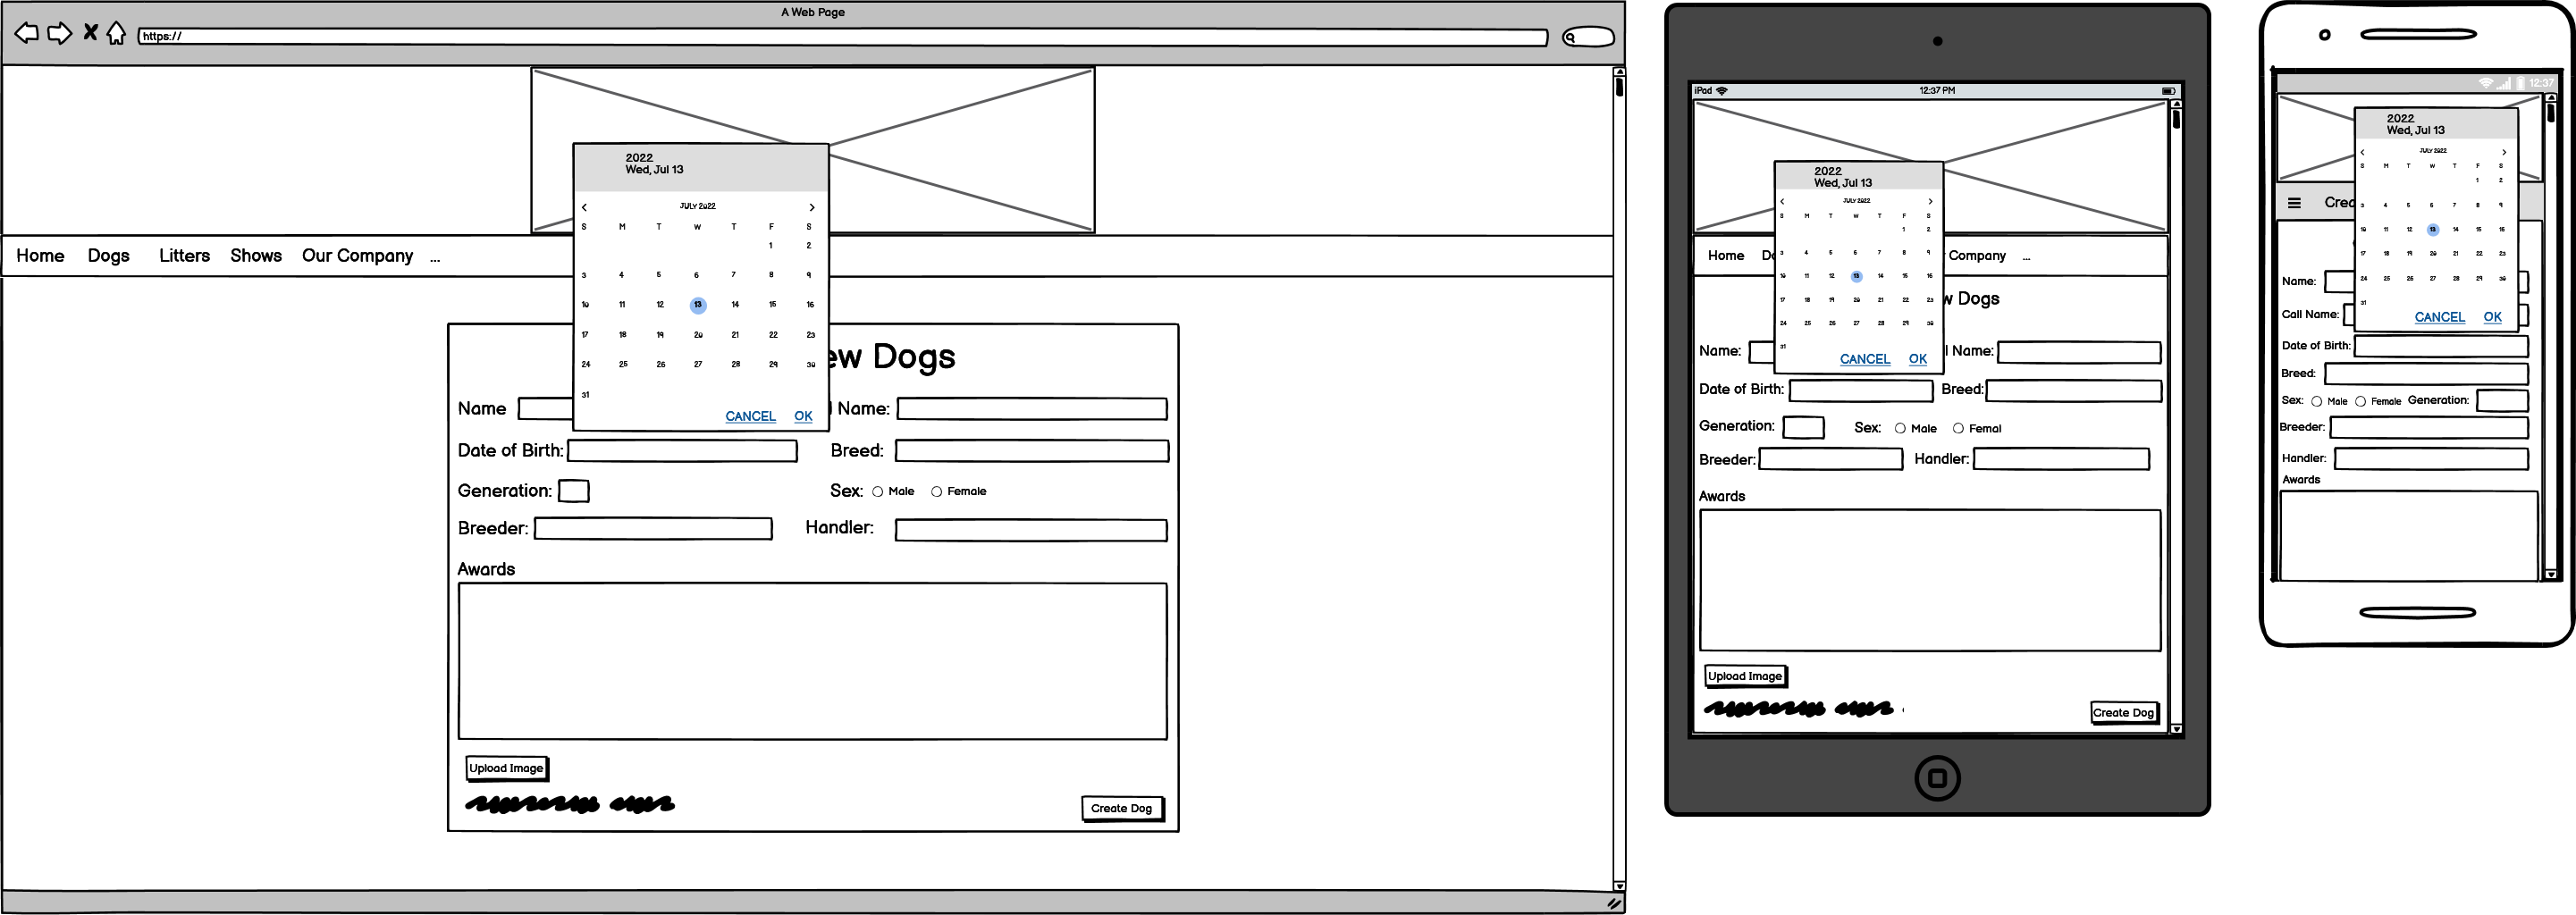 A Web Page
https://
2022
Wed, Jul 13
JULY 2022
S M T W T F S
1 2
3 4 5 6 7 8 9
10 11 12 13 14 15 16
17 18 19 20 21 22 23
24 25 26 27 28 29 30
31
CANCEL OK
Home Dogs Litters Shows Our Company ...
ew Dogs
Name Name:
Date of Birth: Breed:
Generation: Sex: Male Female
Breeder: Handler:
Awards
Upload Image
Create Dog
iPad 12:37 PM
2022
Wed, Jul 13
JULY 2022
S M T W T F S
1 2
3 4 5 6 7 8 9
10 11 12 13 14 15 16
17 18 19 20 21 22 23
24 25 26 27 28 29 30
31
CANCEL OK
Home Do Company ...
w Dogs
Name: l Name:
Date of Birth: Breed:
Generation: Sex: Male Femal
Breeder: Handler:
Awards
Upload Image
Create Dog
12:37
2022
Wed, Jul 13
JULY 2022
S M T W T F S
1 2
3 4 5 6 7 8 9
10 11 12 13 14 15 16
17 18 19 20 21 22 23
24 25 26 27 28 29 30
31
CANCEL OK
Crea
Name:
Call Name:
Date of Birth:
Breed:
Sex: Male Female Generation:
Breeder:
Handler:
Awards